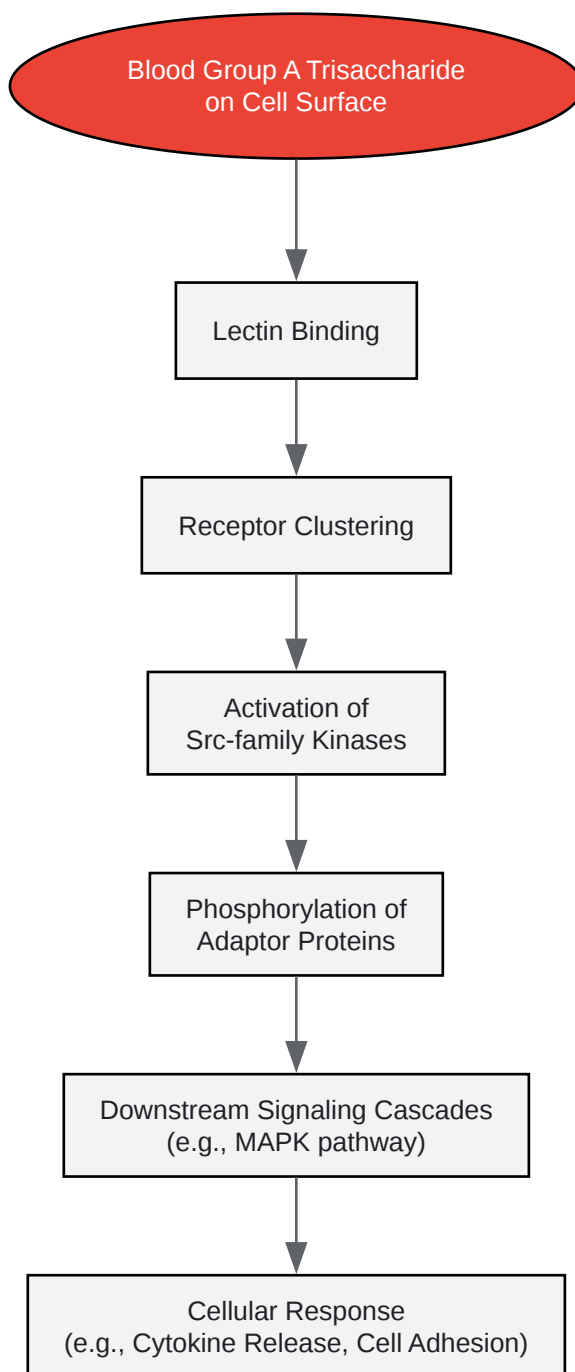 Blood Group A Trisaccharide
on Cell Surface
Lectin Binding
Receptor Clustering
Activation of
Src-family Kinases
Phosphorylation of
Adaptor Proteins
Downstream Signaling Cascades
(e.g., MAPK pathway)
Cellular Response
(e.g., Cytokine Release, Cell Adhesion)